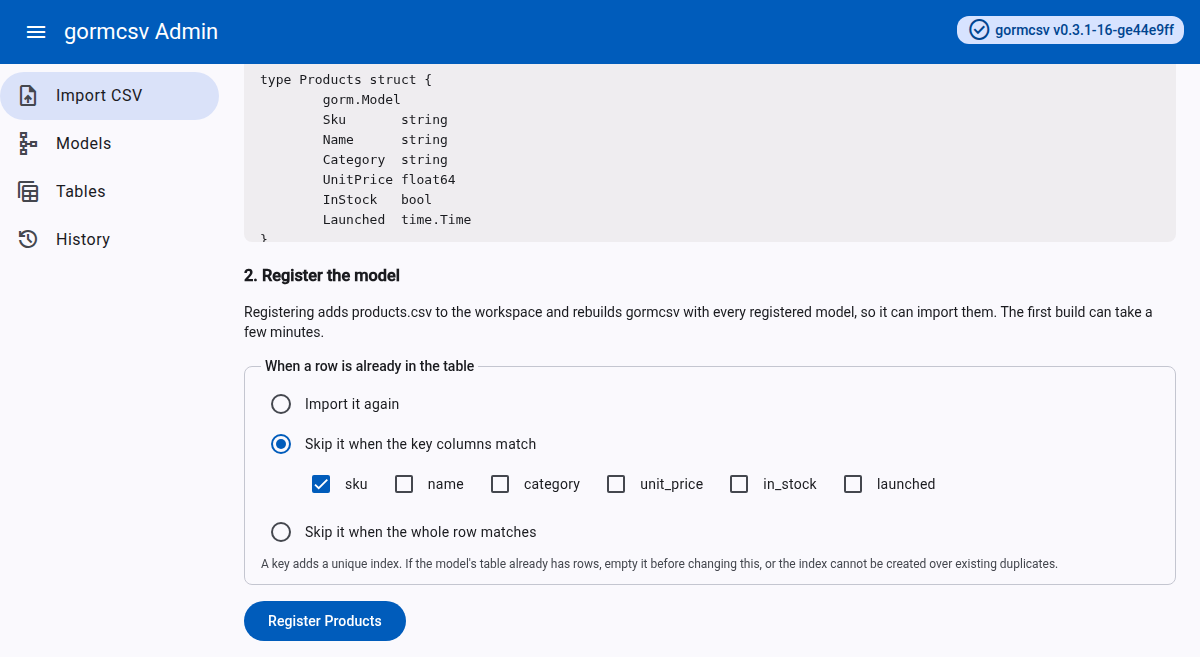 gormcsv Admin
gormcsv v0.3.1-16-ge44e9ff
Import CSV
Models
Tables
History
type Products struct {
gorm.Model
Sku string
Name string
Category string
UnitPrice float64
InStock bool
Launched time.Time
}
2. Register the model
Registering adds products.csv to the workspace and rebuilds gormcsv with every registered model, so it can import them. The first build can take a
few minutes.
When a row is already in the table
Import it again
Skip it when the key columns match
sku name category unit_price in_stock launched
Skip it when the whole row matches
A key adds a unique index. If the model's table already has rows, empty it before changing this, or the index cannot be created over existing duplicates.
Register Products